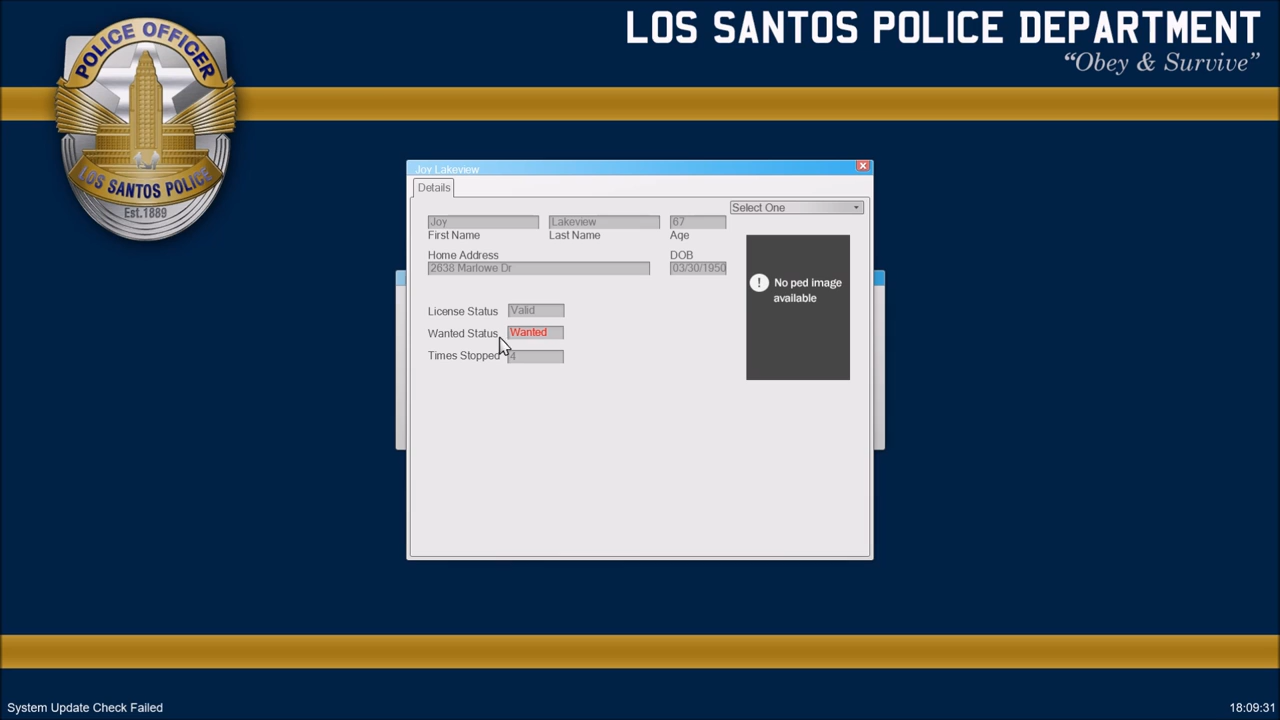 LOS SANTOS POLICE DEPARTMENT
“Obey & Survive”
POLICE OFFICER
LOS SANTOS POLICE
Est.1889
Joy Lakeview
Details
Select One
Joy Lakeview 67
First Name Last Name Age
Home Address DOB
2638 Marlowe Dr 03/30/1950
! No ped image
available
License Status Valid
Wanted Status Wanted
Times Stopped 4
System Update Check Failed 18:09:31